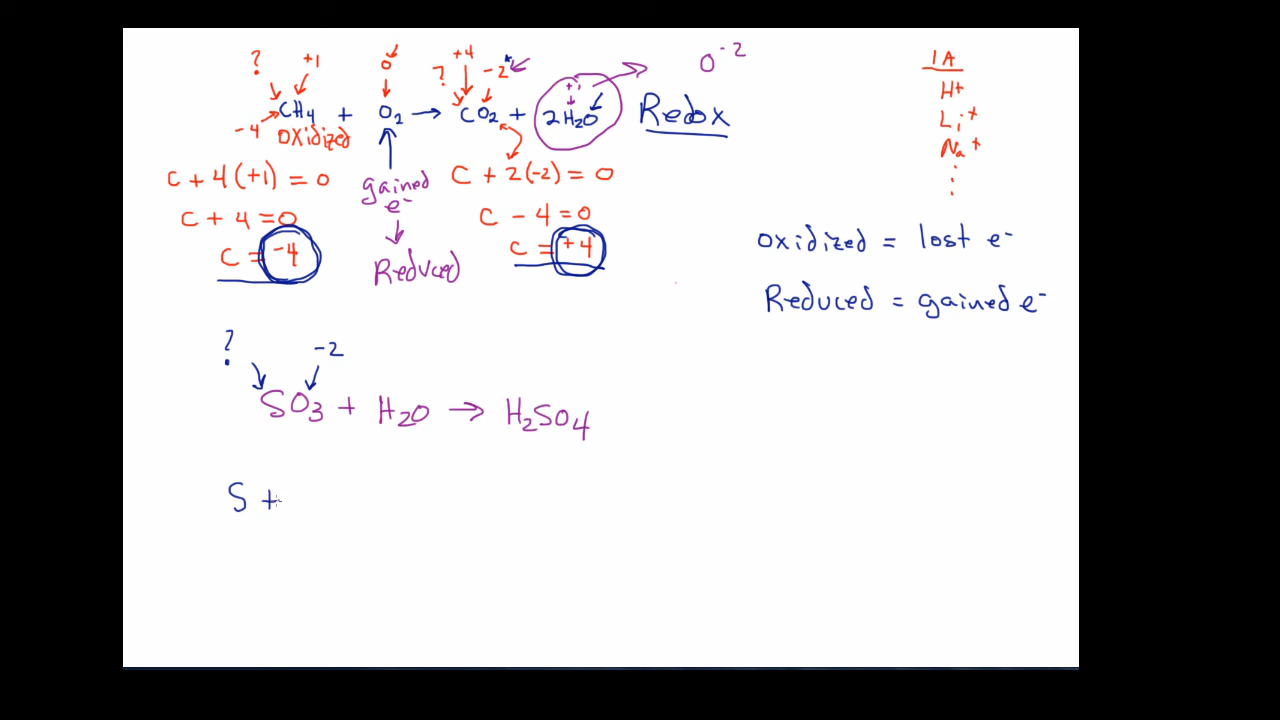 ? +1 0 +4 ? -2 * O-2 1A
+1
CH4 + O2 → CO2 + 2H2O Redox H+
-4 oxidized Li+
Na+
C + 4(+1) = 0 gained e- C + 2(-2) = 0
C + 4 = 0 C - 4 = 0
C = -4 Reduced C = +4
oxidized = lost e-
Reduced = gained e-
? -2
SO3 + H2O → H2SO4
S +